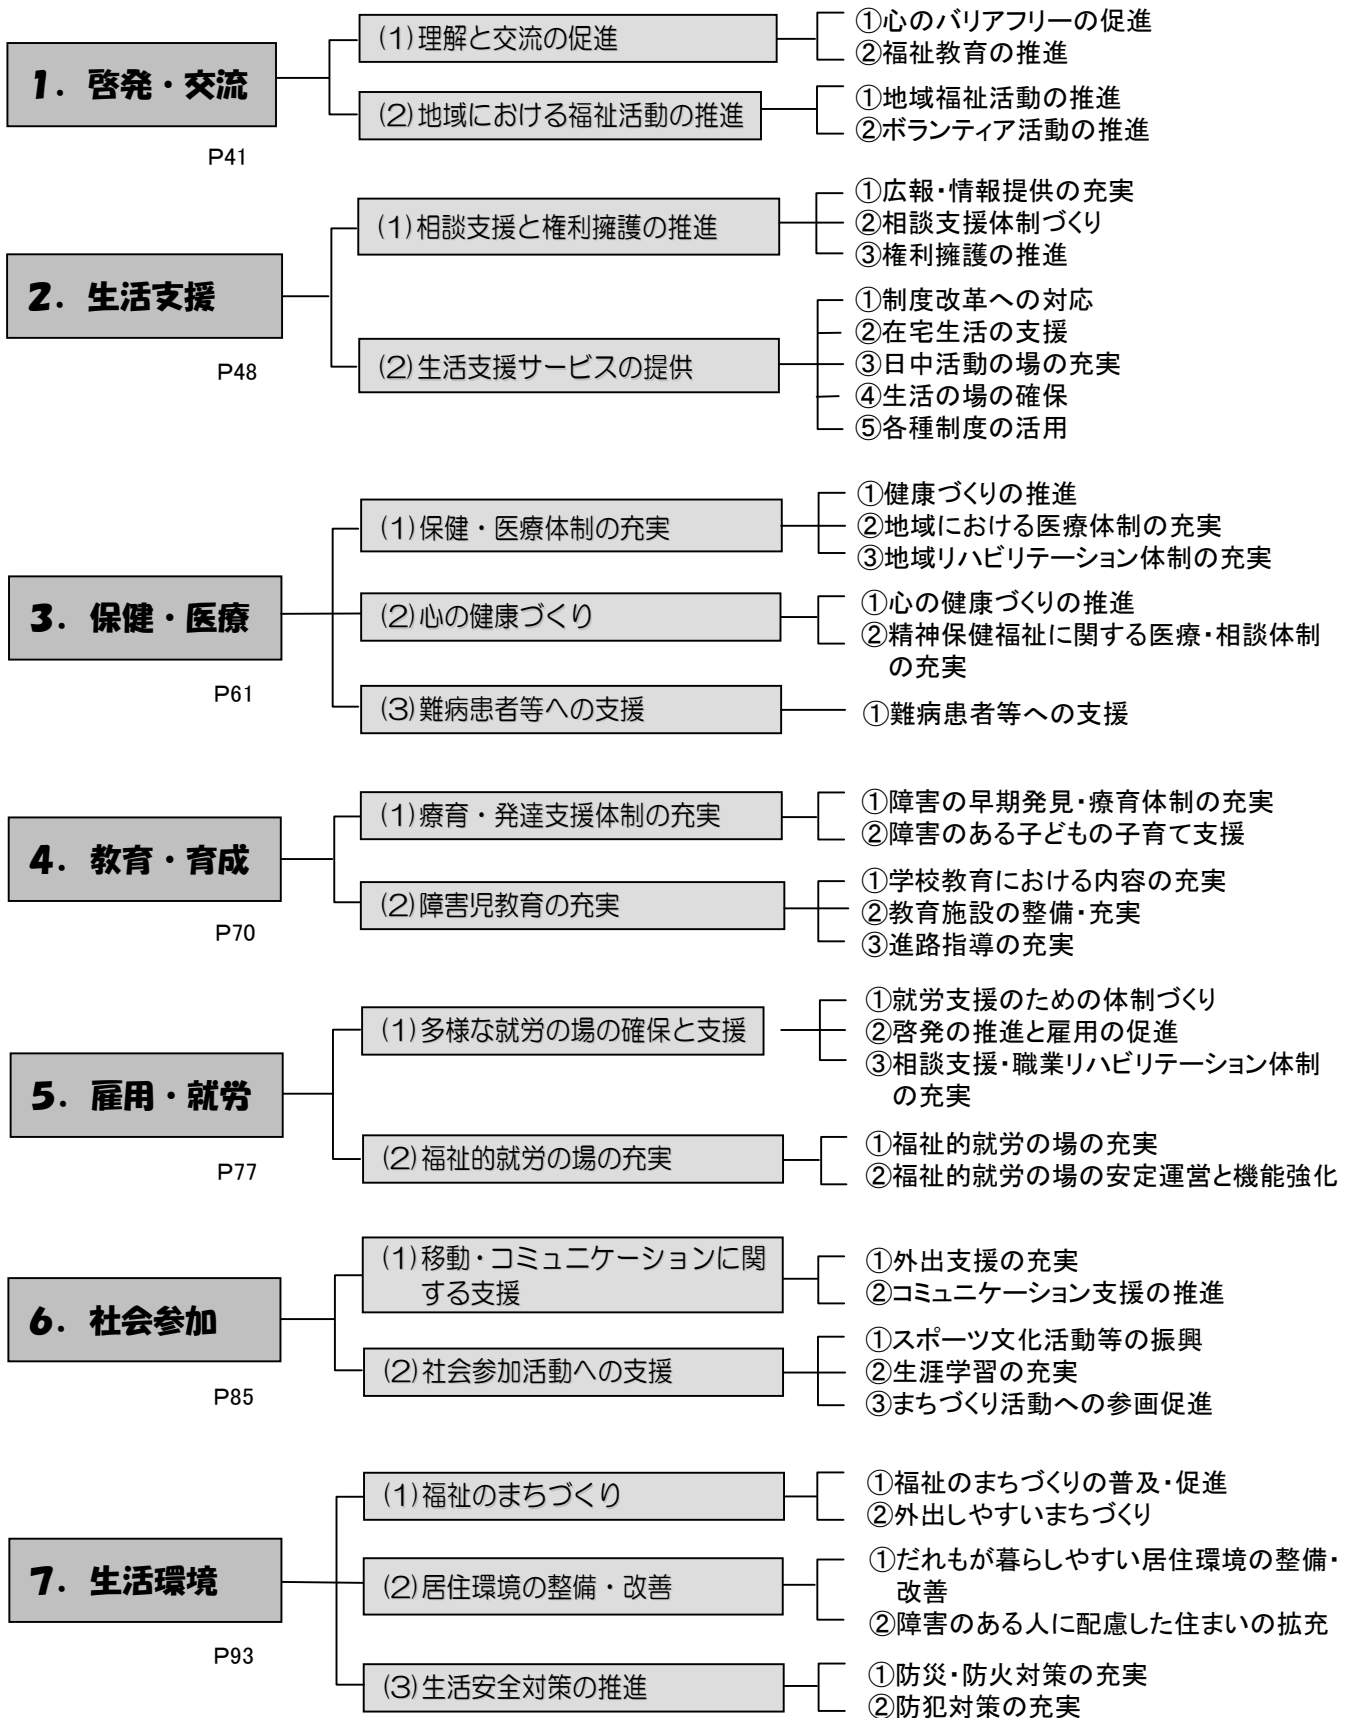 1. 啓発・交流
P41
(1)理解と交流の促進
①心のバリアフリーの促進
②福祉教育の推進
(2)地域における福祉活動の推進
①地域福祉活動の推進
②ボランティア活動の推進
2. 生活支援
P48
(1)相談支援と権利擁護の推進
①広報・情報提供の充実
②相談支援体制づくり
③権利擁護の推進
(2)生活支援サービスの提供
①制度改革への対応
②在宅生活の支援
③日中活動の場の充実
④生活の場の確保
⑤各種制度の活用
3. 保健・医療
P61
(1)保健・医療体制の充実
①健康づくりの推進
②地域における医療体制の充実
③地域リハビリテーション体制の充実
(2)心の健康づくり
①心の健康づくりの推進
②精神保健福祉に関する医療・相談体制
の充実
(3)難病患者等への支援
①難病患者等への支援
4. 教育・育成
P70
(1)療育・発達支援体制の充実
①障害の早期発見・療育体制の充実
②障害のある子どもの子育て支援
(2)障害児教育の充実
①学校教育における内容の充実
②教育施設の整備・充実
③進路指導の充実
5. 雇用・就労
P77
(1)多様な就労の場の確保と支援
①就労支援のための体制づくり
②啓発の推進と雇用の促進
③相談支援・職業リハビリテーション体制
の充実
(2)福祉的就労の場の充実
①福祉的就労の場の充実
②福祉的就労の場の安定運営と機能強化
6. 社会参加
P85
(1)移動・コミュニケーションに関
する支援
①外出支援の充実
②コミュニケーション支援の推進
(2)社会参加活動への支援
①スポーツ文化活動等の振興
②生涯学習の充実
③まちづくり活動への参画促進
7. 生活環境
P93
(1)福祉のまちづくり
①福祉のまちづくりの普及・促進
②外出しやすいまちづくり
(2)居住環境の整備・改善
①だれもが暮らしやすい居住環境の整備・
改善
②障害のある人に配慮した住まいの拡充
(3)生活安全対策の推進
①防災・防火対策の充実
②防犯対策の充実